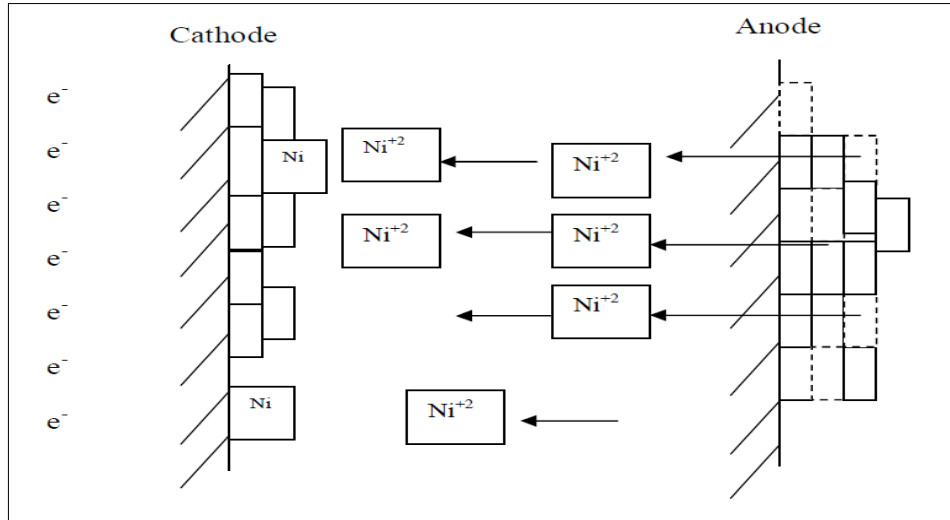 Cathode
Anode
e⁻
e⁻
Ni
Ni⁺²
Ni⁺²
e⁻
Ni⁺²
Ni⁺²
e⁻
e⁻
Ni⁺²
e⁻
e⁻
Ni
Ni⁺²